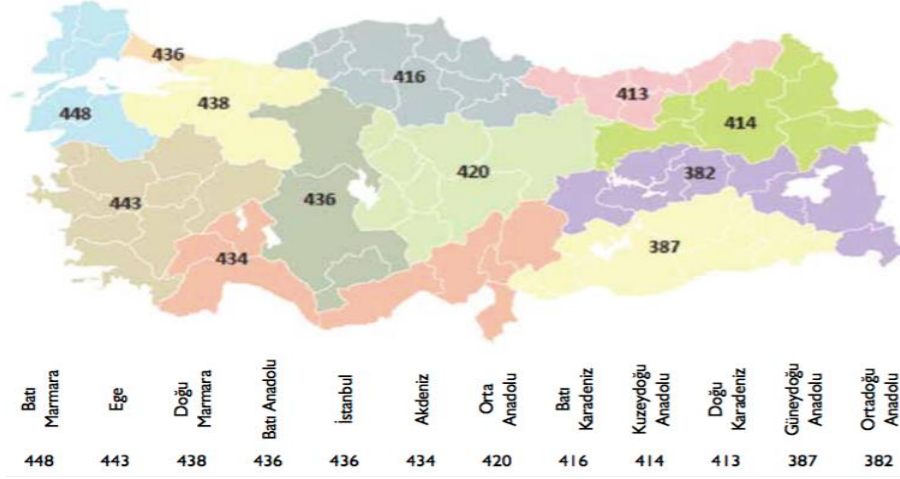 436
416
448
438
413
414
420
382
443
436
434
387
Batı Marmara
Ege
Doğu Marmara
Batı Anadolu
İstanbul
Akdeniz
Orta Anadolu
Batı Karadeniz
Kuzeydoğu Anadolu
Doğu Karadeniz
Güneydoğu Anadolu
Ortadoğu Anadolu
448 443 438 436 436 434 420 416 414 413 387 382